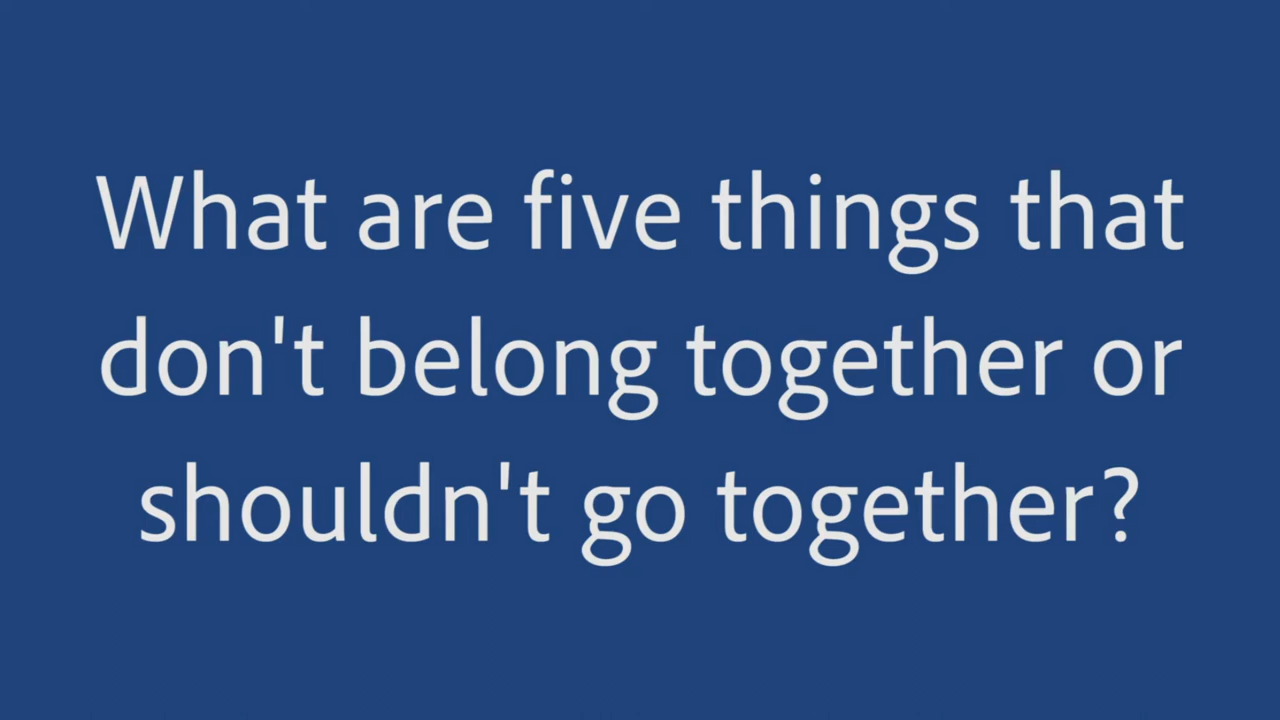 What are five things that
don't belong together or
shouldn't go together?